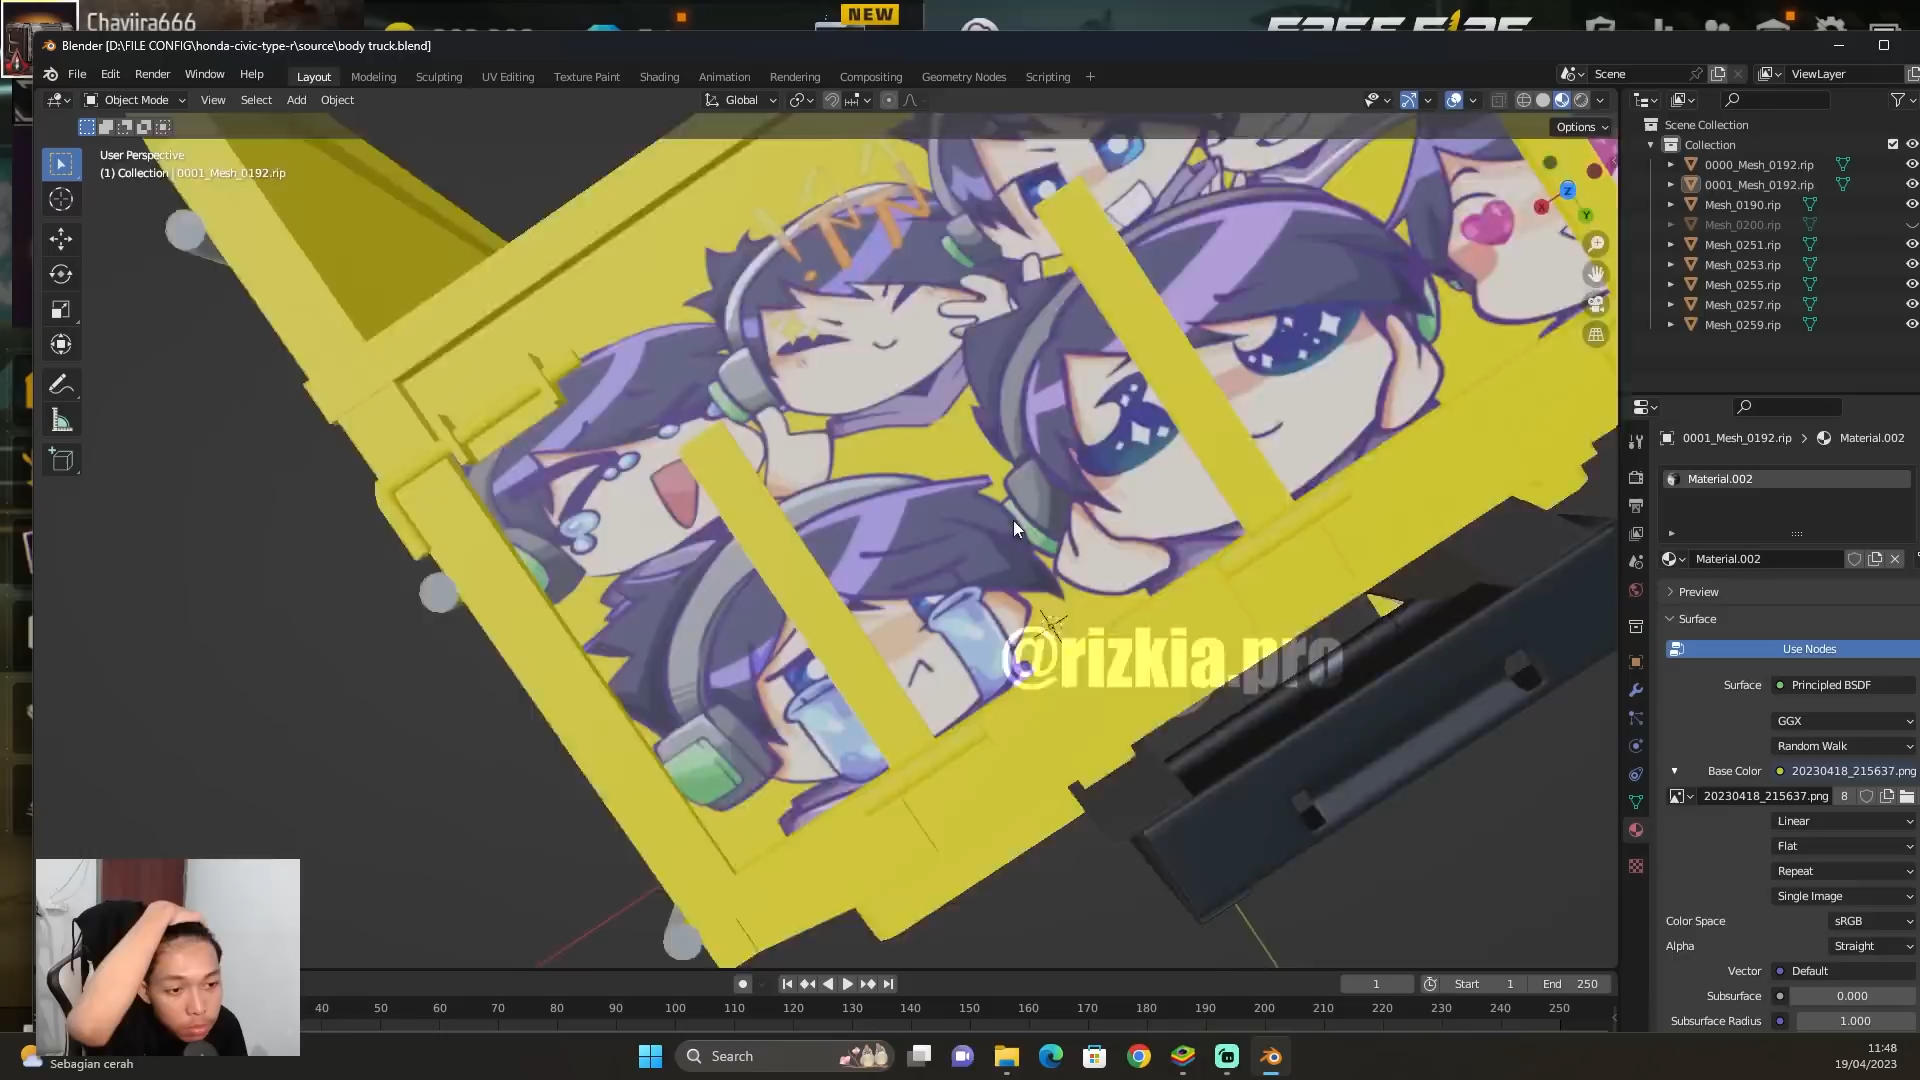 Chaviira666
NEW
FREE FIRE
Blender [D:\FILE CONFIG\honda-civic-type-r\source\body truck.blend]
File Edit Render Window Help
Layout Modeling Sculpting UV Editing Texture Paint Shading Animation Rendering Compositing Geometry Nodes Scripting +
Scene ViewLayer
Object Mode View Select Add Object Global
Options
User Perspective
(1) Collection | 0001_Mesh_0192.rip
Scene Collection
Collection
0000_Mesh_0192.rip
0001_Mesh_0192.rip
Mesh_0190.rip
Mesh_0200.rip
Mesh_0251.rip
Mesh_0253.rip
Mesh_0255.rip
Mesh_0257.rip
Mesh_0259.rip
X Y Z
0001_Mesh_0192.rip > Material.002
Material.002
Material.002
Preview
Surface
Use Nodes
Surface Principled BSDF
GGX
Random Walk
Base Color 20230418_215637.png
20230418_215637.png 8
Linear
Flat
Repeat
Single Image
Color Space sRGB
Alpha Straight
Vector Default
Subsurface 0.000
Subsurface Radius 1.000
@rizkia.pro
1 Start 1 End 250
40 50 60 70 80 90 100 110 120 130 140 150 160 170 180 190 200 210 220 230 240 250
Sebagian cerah
Search
11:48
19/04/2023